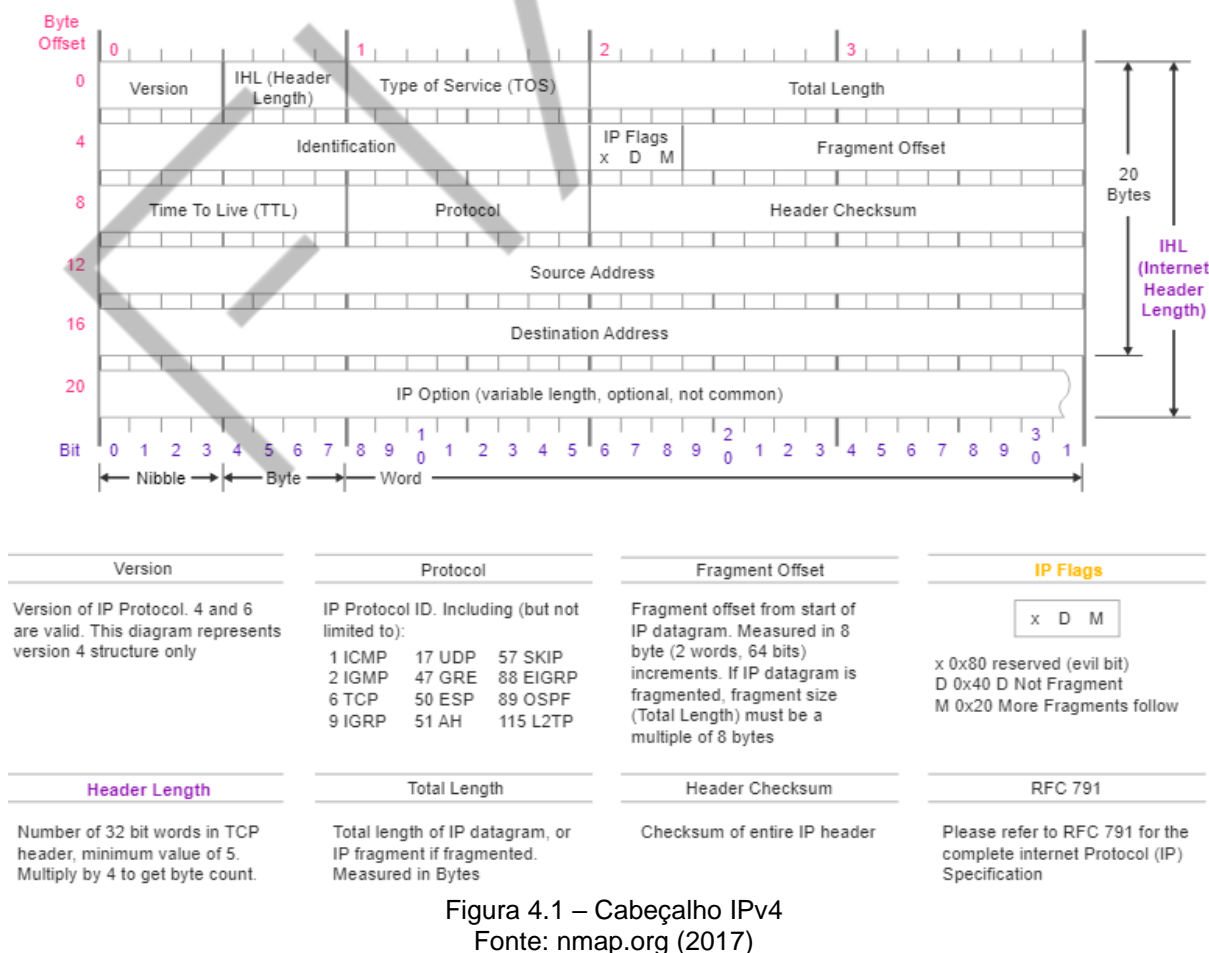 Byte
Offset
0 1 2 3
0 Version IHL (Header Length) Type of Service (TOS) Total Length
4 Identification IP Flags x D M Fragment Offset
8 Time To Live (TTL) Protocol Header Checksum
12 Source Address
16 Destination Address
20 IP Option (variable length, optional, not common)
20
Bytes
IHL
(Internet
Header
Length)
Bit 0 1 2 3 4 5 6 7 8 9 10 1 2 3 4 5 6 7 8 9 20 1 2 3 4 5 6 7 8 9 30 1
Nibble Byte Word
Version
Version of IP Protocol. 4 and 6
are valid. This diagram represents
version 4 structure only
Protocol
IP Protocol ID. Including (but not
limited to):
1 ICMP 17 UDP 57 SKIP
2 IGMP 47 GRE 88 EIGRP
6 TCP 50 ESP 89 OSPF
9 IGRP 51 AH 115 L2TP
Fragment Offset
Fragment offset from start of
IP datagram. Measured in 8
byte (2 words, 64 bits)
increments. If IP datagram is
fragmented, fragment size
(Total Length) must be a
multiple of 8 bytes
IP Flags
x D M
x 0x80 reserved (evil bit)
D 0x40 D Not Fragment
M 0x20 More Fragments follow
Header Length
Number of 32 bit words in TCP
header, minimum value of 5.
Multiply by 4 to get byte count.
Total Length
Total length of IP datagram, or
IP fragment if fragmented.
Measured in Bytes
Header Checksum
Checksum of entire IP header
RFC 791
Please refer to RFC 791 for the
complete internet Protocol (IP)
Specification
Figura 4.1 – Cabeçalho IPv4
Fonte: nmap.org (2017)